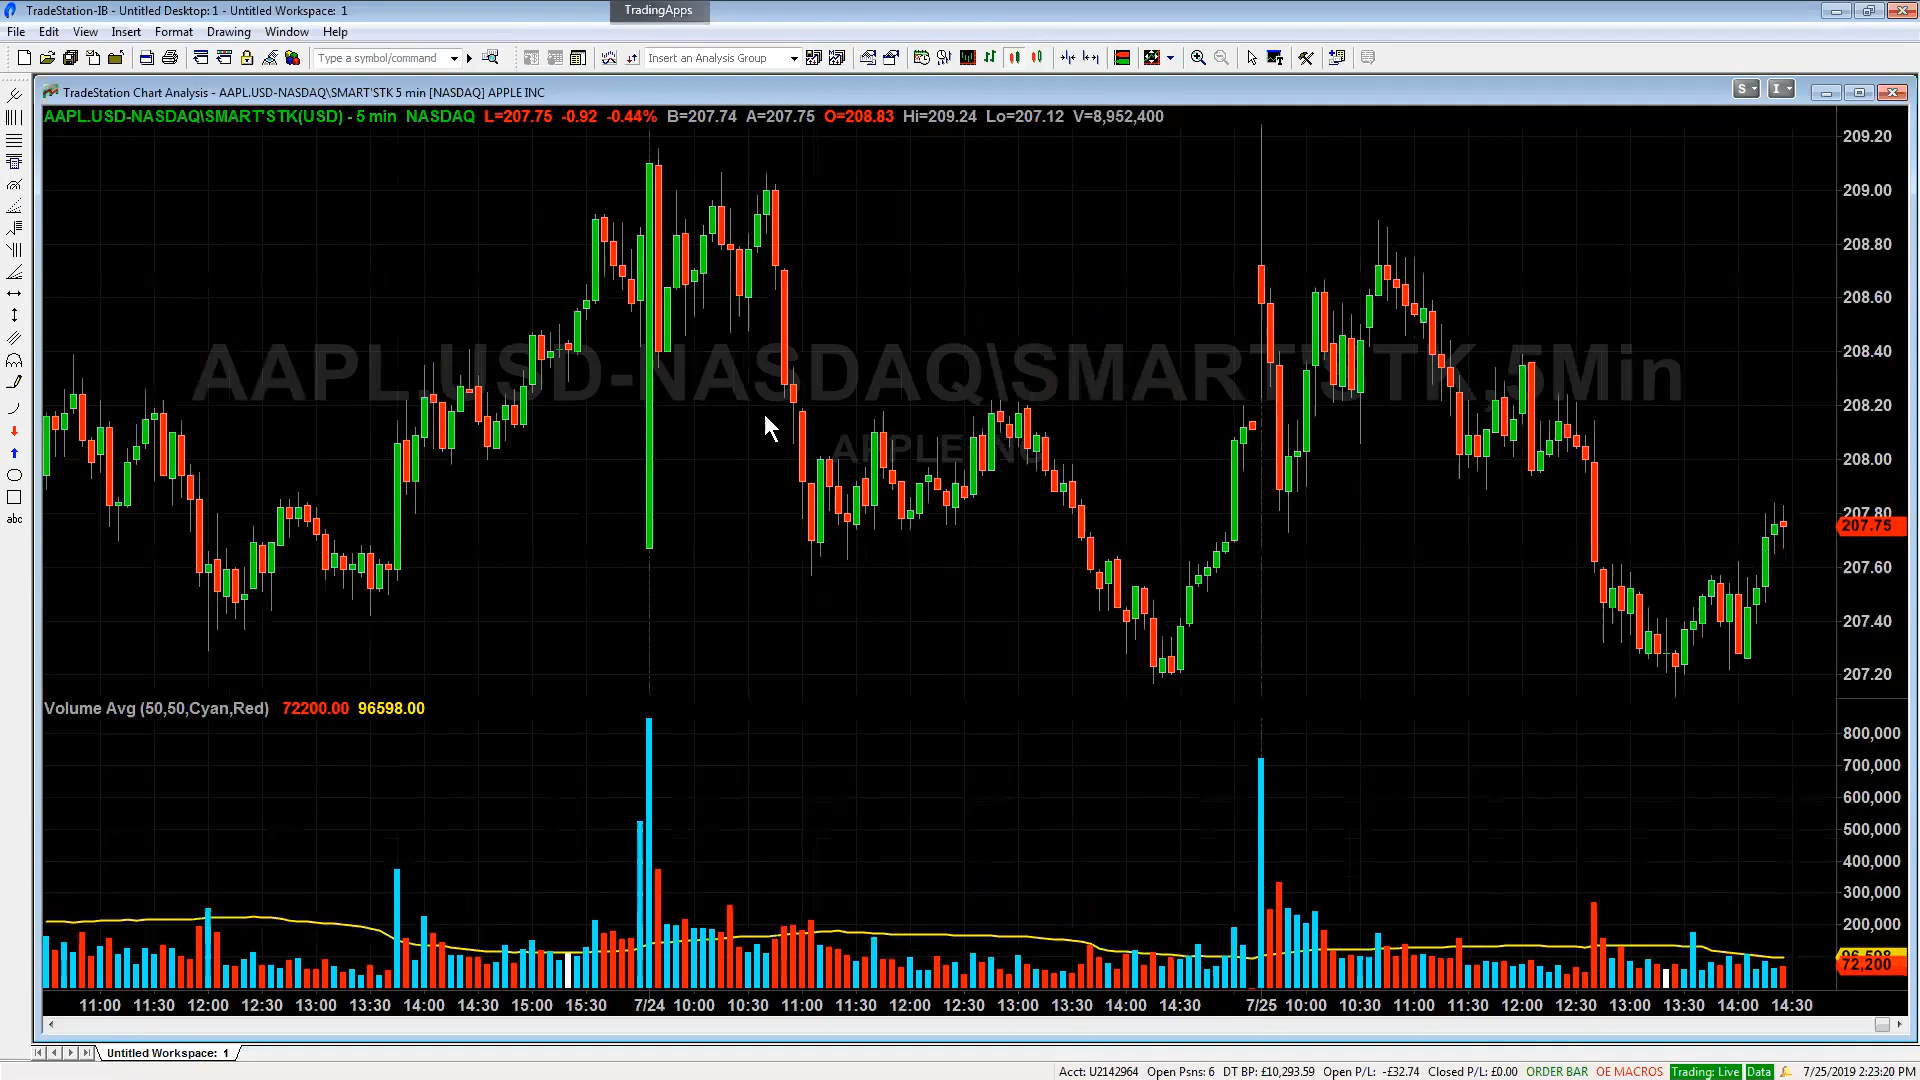 TradeStation-IB - Untitled Desktop: 1 - Untitled Workspace: 1
TradingApps
File Edit View Insert Format Drawing Window Help
Type a symbol/command
Insert an Analysis Group
TradeStation Chart Analysis - AAPL.USD-NASDAQ\SMART'STK 5 min [NASDAQ] APPLE INC
S I
AAPL.USD-NASDAQ\SMART'STK(USD) - 5 min NASDAQ L=207.75 -0.92 -0.44% B=207.74 A=207.75 O=208.83 Hi=209.24 Lo=207.12 V=8,952,400
209.20
209.00
208.80
208.60
208.40
AAPL.USD-NASDAQ\SMART'STK,5Min
208.20
APPLE INC
208.00
207.80
207.75
207.60
207.40
207.20
abc
Volume Avg (50,50,Cyan,Red) 72200.00 96598.00
800,000
700,000
600,000
500,000
400,000
300,000
200,000
96,598
72,200
11:00 11:30 12:00 12:30 13:00 13:30 14:00 14:30 15:00 15:30 7/24 10:00 10:30 11:00 11:30 12:00 12:30 13:00 13:30 14:00 14:30 7/25 10:00 10:30 11:00 11:30 12:00 12:30 13:00 13:30 14:00 14:30
Untitled Workspace: 1
Acct: U2142964 Open Psns: 6 DT BP: £10,293.59 Open P/L: -£32.74 Closed P/L: £0.00 ORDER BAR OE MACROS Trading: Live Data 7/25/2019 2:23:20 PM